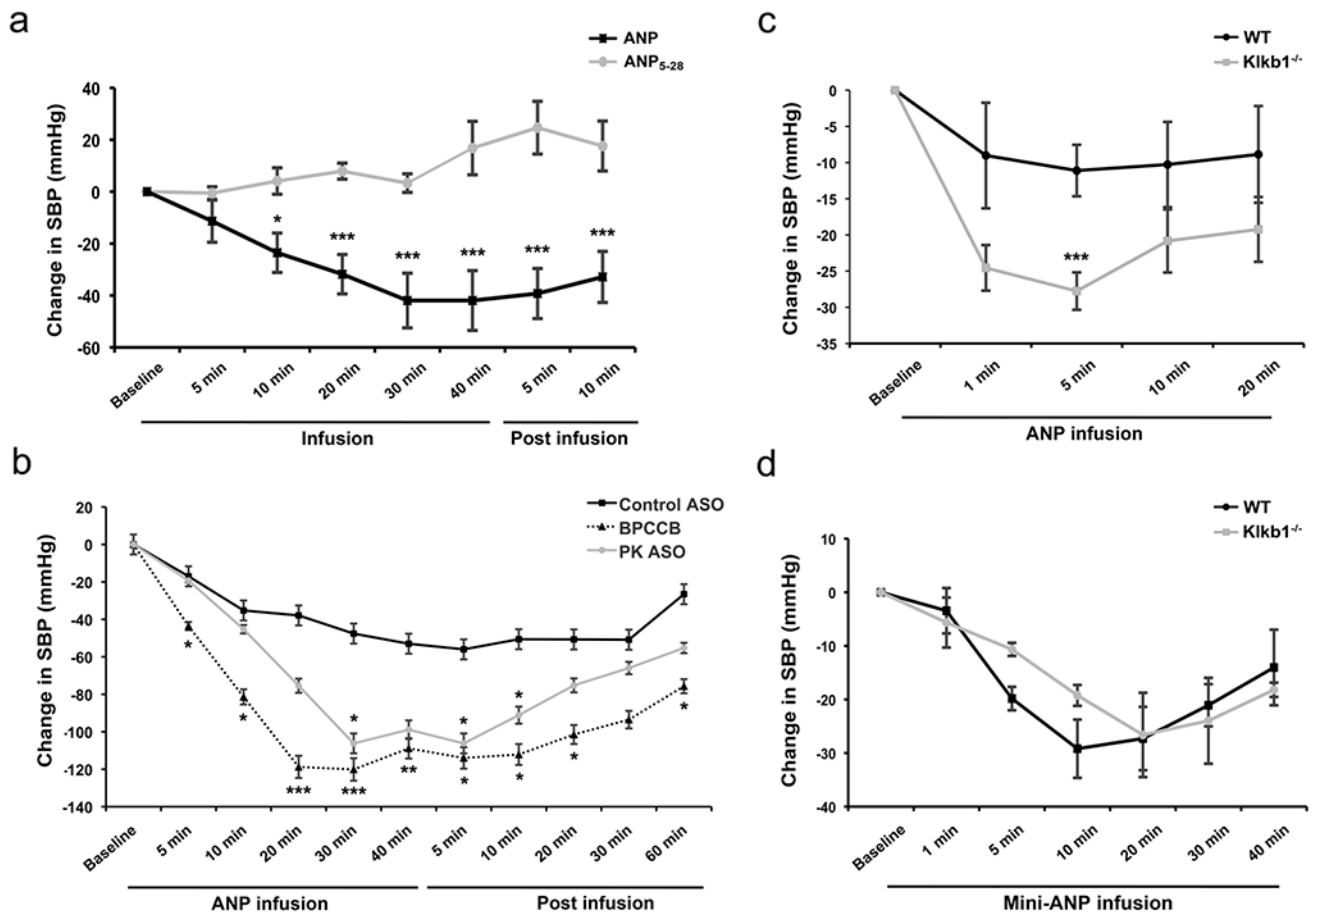 a
ANP
ANP5-28
Change in SBP (mmHg)
40
20
0
-20
-40
-60
*
***
***
***
***
***
Baseline
5 min
10 min
20 min
30 min
40 min
5 min
10 min
Infusion
Post infusion
b
Control ASO
BPCCB
PK ASO
Change in SBP (mmHg)
20
0
-20
-40
-60
-80
-100
-120
-140
*
*
***
***
*
**
*
*
*
*
*
*
Baseline
5 min
10 min
20 min
30 min
40 min
5 min
10 min
20 min
30 min
60 min
ANP infusion
Post infusion
c
WT
Klkb1-/-
Change in SBP (mmHg)
0
-5
-10
-15
-20
-25
-30
-35
***
Baseline
1 min
5 min
10 min
20 min
ANP infusion
d
WT
Klkb1-/-
Change in SBP (mmHg)
10
0
-10
-20
-30
-40
Baseline
1 min
5 min
10 min
20 min
30 min
40 min
Mini-ANP infusion